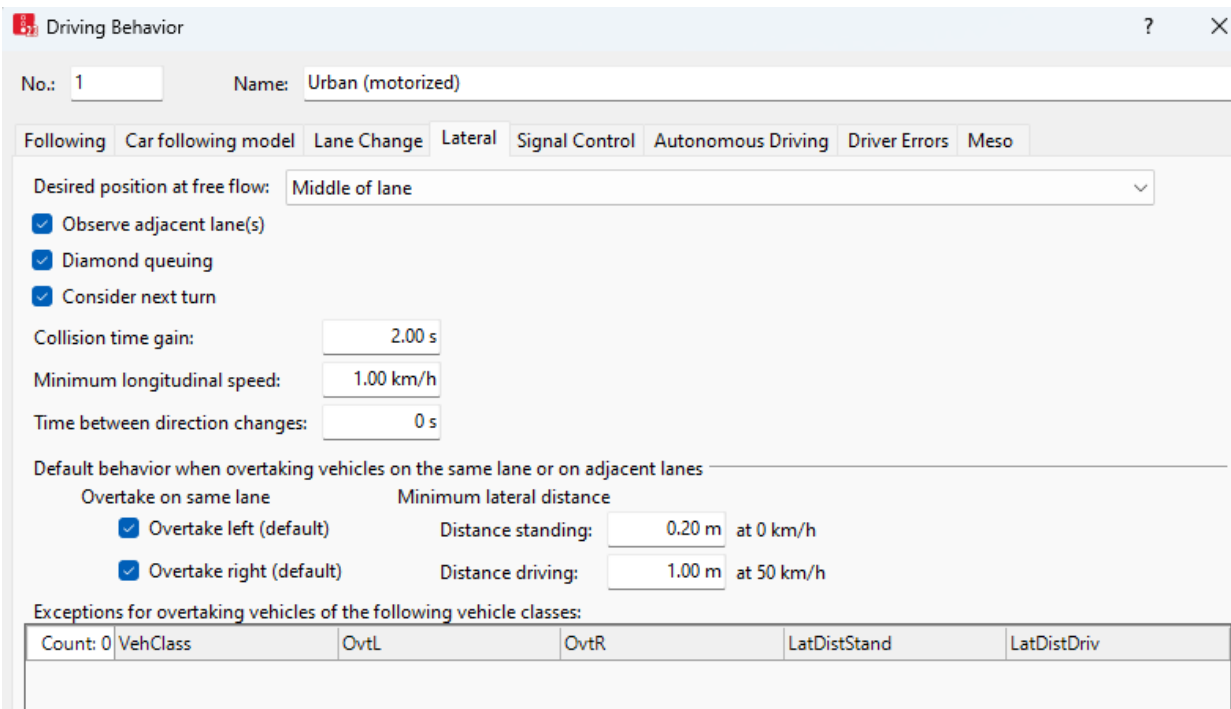 Driving Behavior ?
No.: 1 Name: Urban (motorized)
Following Car following model Lane Change Lateral Signal Control Autonomous Driving Driver Errors Meso
Desired position at free flow: Middle of lane
Observe adjacent lane(s)
Diamond queuing
Consider next turn
Collision time gain: 2.00 s
Minimum longitudinal speed: 1.00 km/h
Time between direction changes: 0 s
Default behavior when overtaking vehicles on the same lane or on adjacent lanes
Overtake on same lane Minimum lateral distance
Overtake left (default) Distance standing: 0.20 m at 0 km/h
Overtake right (default) Distance driving: 1.00 m at 50 km/h
Exceptions for overtaking vehicles of the following vehicle classes:
Count: 0 VehClass OvtL OvtR LatDistStand LatDistDriv